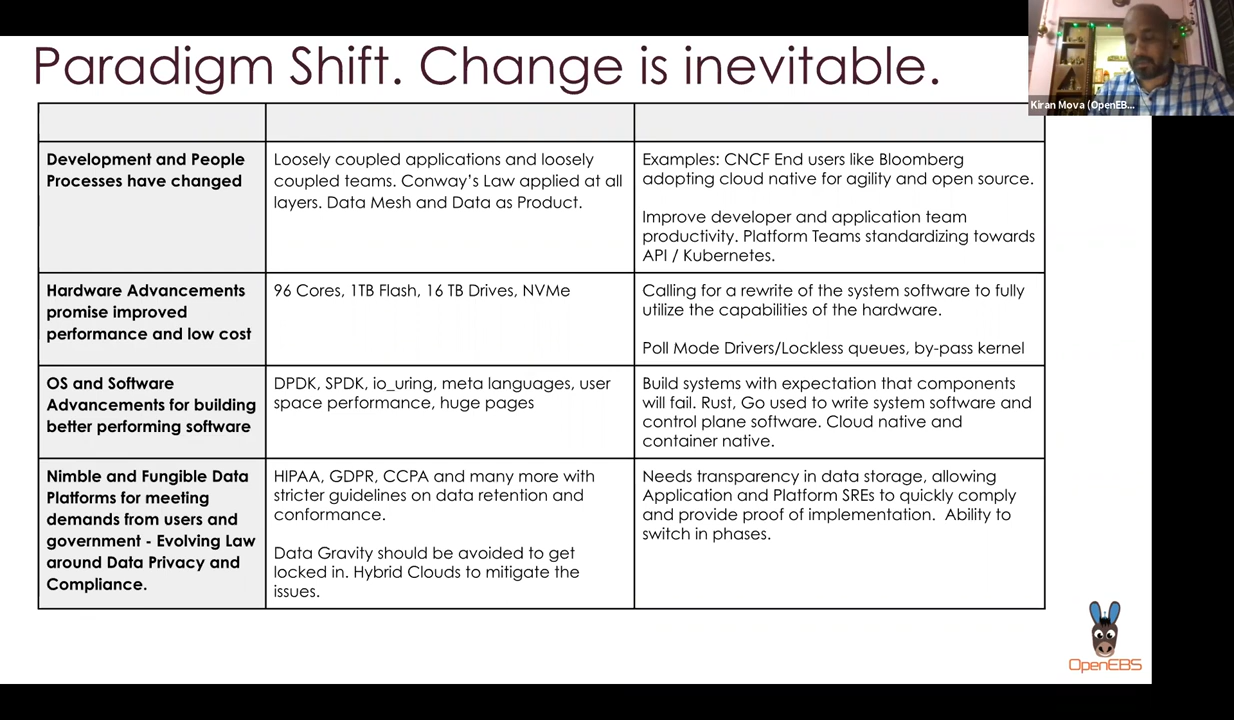 Paradigm Shift. Change is inevitable.
Kiran Mova (OpenEB...
Development and People
Processes have changed
Loosely coupled applications and loosely
coupled teams. Conway's Law applied at all
layers. Data Mesh and Data as Product.
Examples: CNCF End users like Bloomberg
adopting cloud native for agility and open source.
Improve developer and application team
productivity. Platform Teams standardizing towards
API / Kubernetes.
Hardware Advancements
promise improved
performance and low cost
96 Cores, 1TB Flash, 16 TB Drives, NVMe
Calling for a rewrite of the system software to fully
utilize the capabilities of the hardware.
Poll Mode Drivers/Lockless queues, by-pass kernel
OS and Software
Advancements for building
better performing software
DPDK, SPDK, io_uring, meta languages, user
space performance, huge pages
Build systems with expectation that components
will fail. Rust, Go used to write system software and
control plane software. Cloud native and
container native.
Nimble and Fungible Data
Platforms for meeting
demands from users and
government - Evolving Law
around Data Privacy and
Compliance.
HIPAA, GDPR, CCPA and many more with
stricter guidelines on data retention and
conformance.
Data Gravity should be avoided to get
locked in. Hybrid Clouds to mitigate the
issues.
Needs transparency in data storage, allowing
Application and Platform SREs to quickly comply
and provide proof of implementation.  Ability to
switch in phases.
OpenEBS